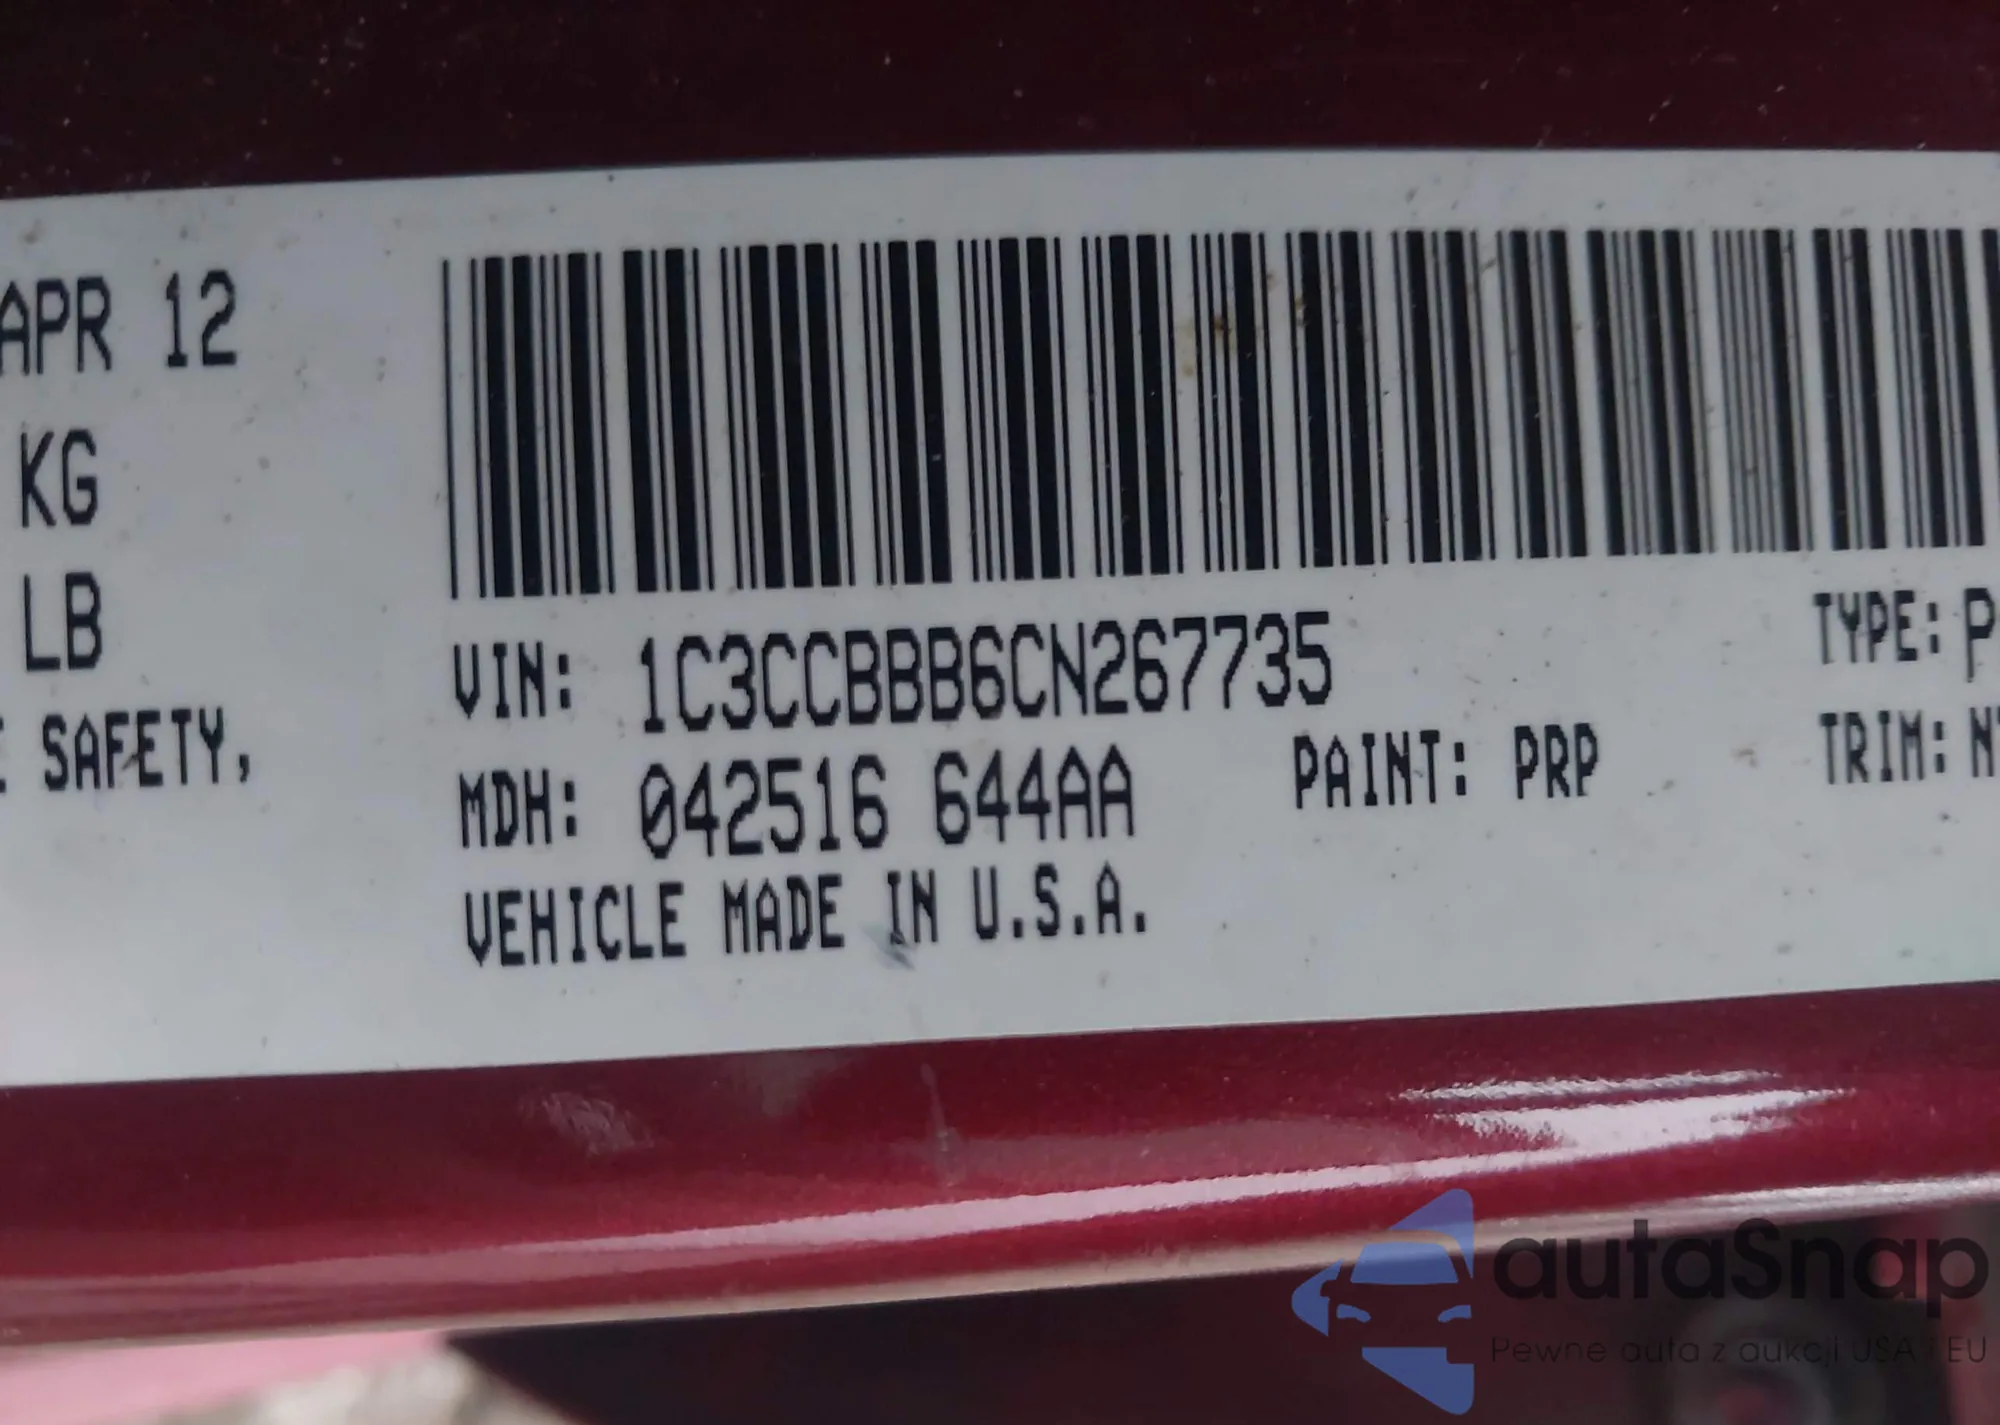 APR 12
KG
LB
E SAFETY,
VIN: 1C3CCBBB6CN267735
TYPE: P
MDH: 042516 644AA
PAINT: PRP
TRIM: N
VEHICLE MADE IN U.S.A.
autaSnap
Pewne auta z aukcji USA i EU